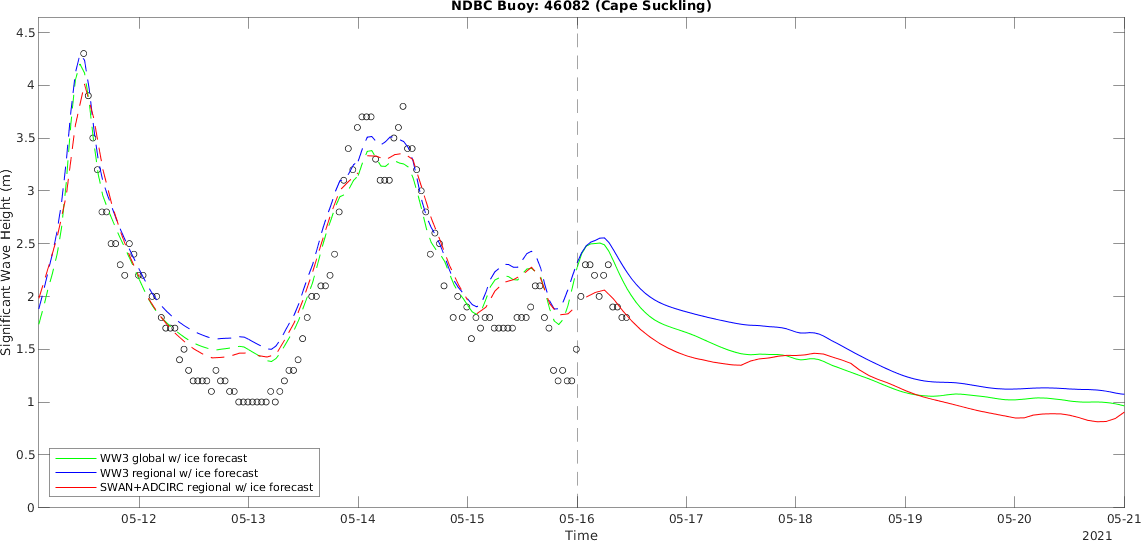 NDBC Buoy: 46082 (Cape Suckling)
4.5
4
3.5
3
2.5
2
1.5
1
0.5
0
Significant Wave Height (m)
WW3 global w/ ice forecast
WW3 regional w/ ice forecast
SWAN+ADCIRC regional w/ ice forecast
05-12 05-13 05-14 05-15 05-16 05-17 05-18 05-19 05-20 05-21
Time
2021